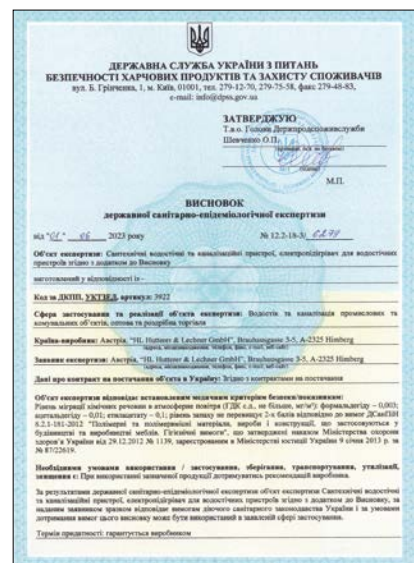 ДЕРЖАВНА СЛУЖБА УКРАЇНИ З ПИТАНЬ
БЕЗПЕЧНОСТІ ХАРЧОВИХ ПРОДУКТІВ ТА ЗАХИСТУ СПОЖИВАЧІВ
вул. Б. Грінченка, 1, м. Київ, 01001, тел. 279-12-70, 279-75-58, факс 279-48-83,
e-mail: info@dpss.gov.ua
ЗАТВЕРДЖУЮ
Т.в.о. Голови Держпродспоживслужби
Шевченко О.П.
М.П.
ВИСНОВОК
державної санітарно-епідеміологічної експертизи
від "01" 06 2023 року № 12.2-18-3/
Об'єкт експертизи: Сантехнічні водостічні та каналізаційні пристрої, електропідігрівач для водостічних
пристроїв згідно з додатком до Висновку
виготовлений у відповідності із -
Код за ДКПП, УКТЗЕД, артикул: 3922
Сфера застосування та реалізації об'єкта експертизи: Водостік та каналізація промислових та
комунальних об'єктів, оптова та роздрібна торгівля
Країна-виробник: Австрія, "HL Hutterer & Lechner GmbH", Brauhausgasse 3-5, A-2325 Himberg
Заявник експертизи: Австрія, "HL Hutterer & Lechner GmbH", Brauhausgasse 3-5, A-2325 Himberg
Дані про контракт на постачання об'єкта в Україну: Згідно з контрактами на постачання
Об'єкт експертизи відповідає встановленим медичним критеріям безпеки/показникам:
Рівень міграції хімічних речовин в атмосферне повітря (ГДК с.д., не більше, мг/м³): формальдегіду – 0,003;
ацетальдегіду – 0,01; етилацетату – 0,1; рівень запаху не перевищує 2-х балів відповідно до вимог ДСанПіН
8.2.1-181-2012 "Полімерні та полімервмісні матеріали, вироби і конструкції, що застосовуються у
будівництві та виробництві меблів. Гігієнічні вимоги", що затверджені наказом Міністерства охорони
здоров'я України від 29.12.2012 № 1139, зареєстрованим в Міністерстві юстиції України 9 січня 2013 р. за
№ 87/22619.
Необхідними умовами використання / застосування, зберігання, транспортування, утилізації,
знищення є: При використанні зазначеної продукції дотримуватись рекомендацій виробника.
За результатами державної санітарно-епідеміологічної експертизи об'єкт експертизи Сантехнічні водостічні
та каналізаційні пристрої, електропідігрівач для водостічних пристроїв згідно з додатком до Висновку, за
наданим заявником зразком відповідає вимогам діючого санітарного законодавства України і за умовами
дотримання вимог цього висновку може бути використаний в заявленій сфері застосування.
Термін придатності: гарантується виробником